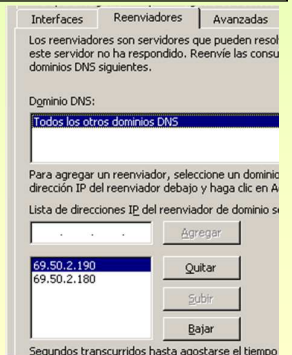 Interfaces Reenviadores Avanzadas
Los reenviadores son servidores que pueden resol
este servidor no ha respondido. Reenvíe las consu
dominios DNS siguientes.
Dominio DNS:
Todos los otros dominios DNS
Para agregar un reenviador, seleccione un dominio
dirección IP del reenviador debajo y haga clic en A
Lista de direcciones IP del reenviador de dominio se
. . . Agregar
69.50.2.190 Quitar
69.50.2.180
Subir
Bajar
Segundos transcurridos hasta agostarse el tiempo